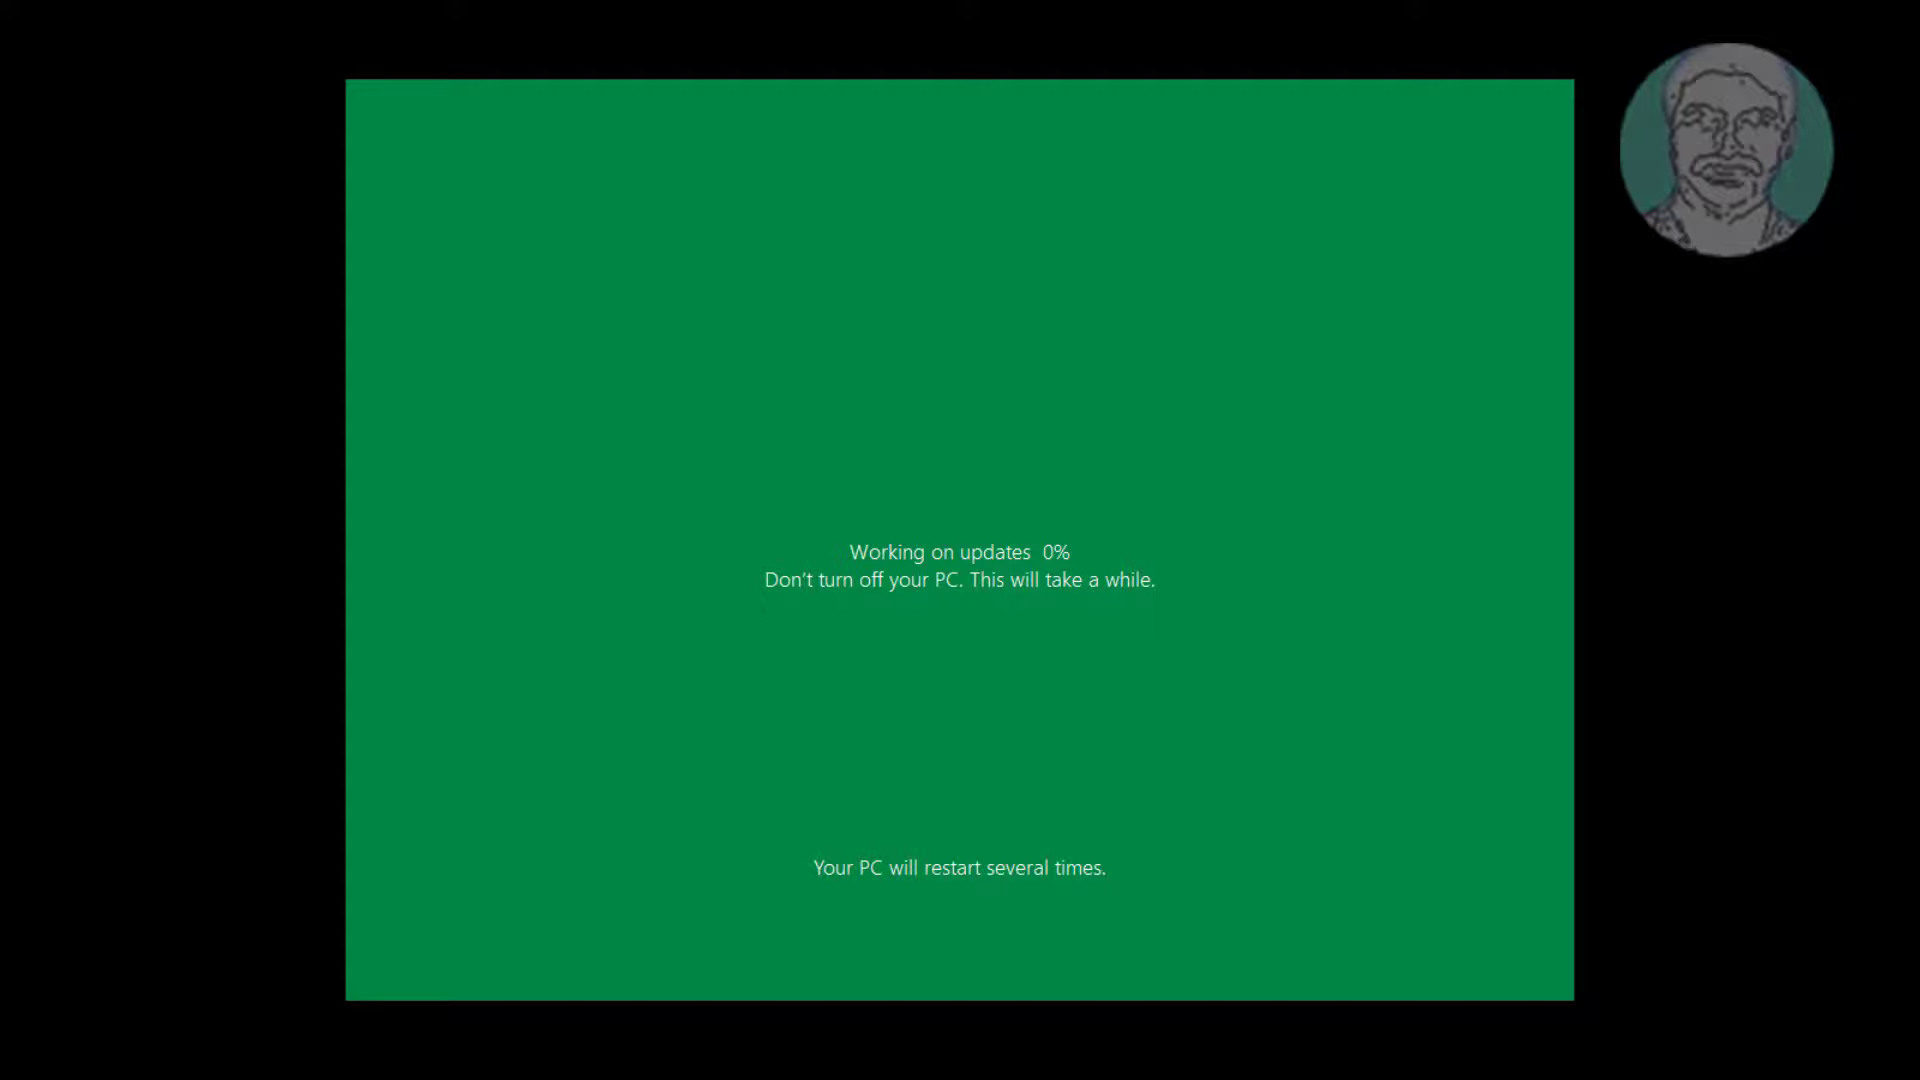 Working on updates  0%
Don't turn off your PC. This will take a while.
Your PC will restart several times.